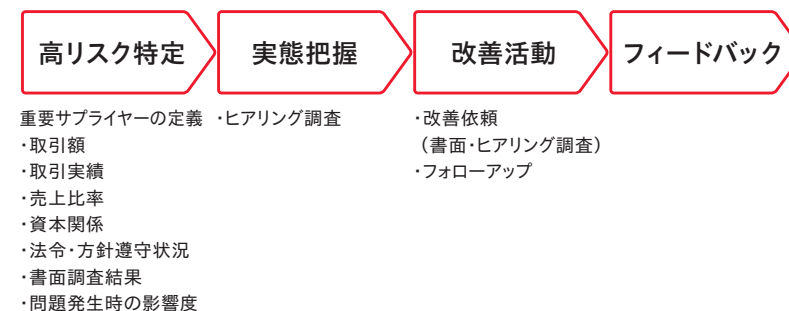 高リスク特定
実態把握
改善活動
フィードバック
重要サプライヤーの定義
・取引額
・取引実績
・売上比率
・資本関係
・法令・方針遵守状況
・書面調査結果
・問題発生時の影響度
・ヒアリング調査
・改善依頼
（書面・ヒアリング調査）
・フォローアップ